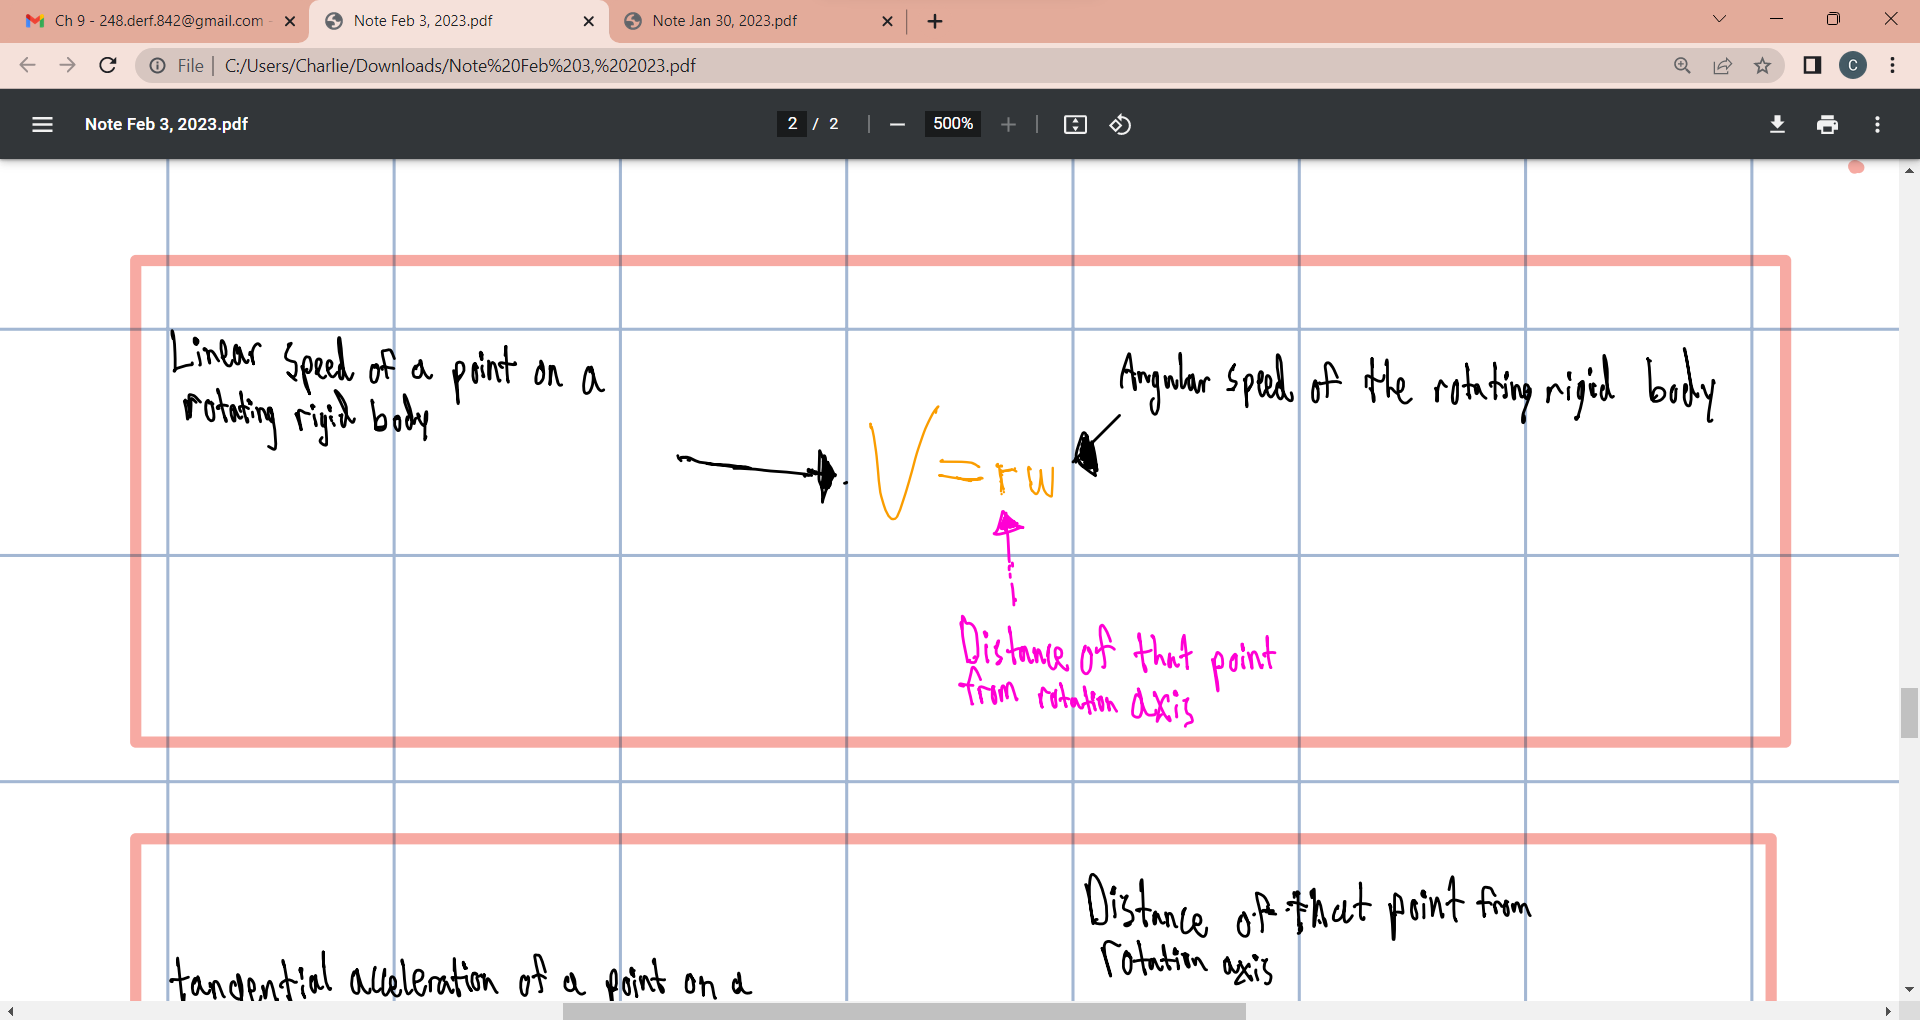 Ch 9 - 248.derf.842@gmail.com
Note Feb 3, 2023.pdf
Note Jan 30, 2023.pdf
File | C:/Users/Charlie/Downloads/Note%20Feb%203,%202023.pdf
C
Note Feb 3, 2023.pdf
2 / 2
500%
Linear speed of a point on a
rotating rigid body
Angular speed of the rotating rigid body
V = rw
Distance of that point
from rotation axis
Distance of that point from
rotation axis
tangential acceleration of a point on a